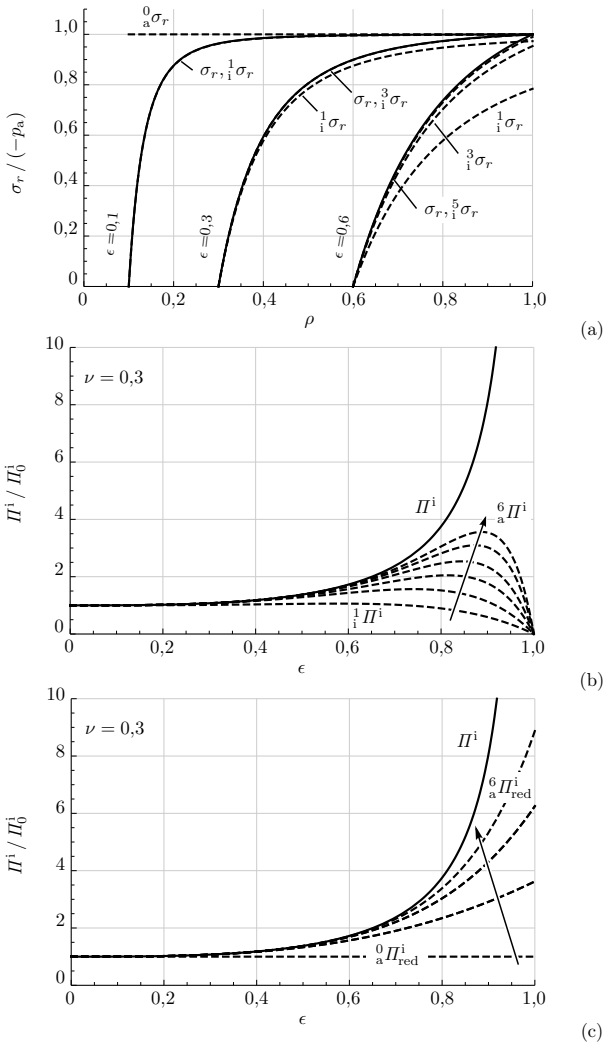 σr / (−pa)
1,0
0,8
0,6
0,4
0,2
0
0aσr
σr, 1iσr
σr, 3iσr
1iσr
1iσr
3iσr
σr, 5iσr
ϵ =0,1
ϵ =0,3
ϵ =0,6
0 0,2 0,4 0,6 0,8 1,0
ρ
(a)
Πi / Πi0
10
8
6
4
2
0
ν = 0,3
Πi
6aΠi
1iΠi
0 0,2 0,4 0,6 0,8 1,0
ϵ
(b)
Πi / Πi0
10
8
6
4
2
0
ν = 0,3
Πi
6aΠired
0aΠired
0 0,2 0,4 0,6 0,8 1,0
ϵ
(c)